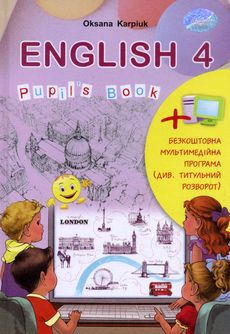 Oksana Karpiuk
ENGLISH 4
Pupil's Book
+
БЕЗКОШТОВНА
МУЛЬТИМЕДІЙНА
ПРОГРАМА
(ДИВ. ТИТУЛЬНИЙ
РОЗВОРОТ)
LONDON